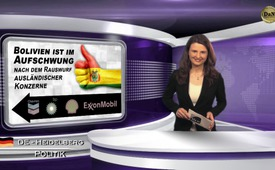 BOLIVIEN IST IM
AUFSCHWUNG
NACH DEM RAUSWURF
AUSLÄNDISCHER
KONZERNE
ExxonMobil
DE - HEIDELBERG
POLITIK